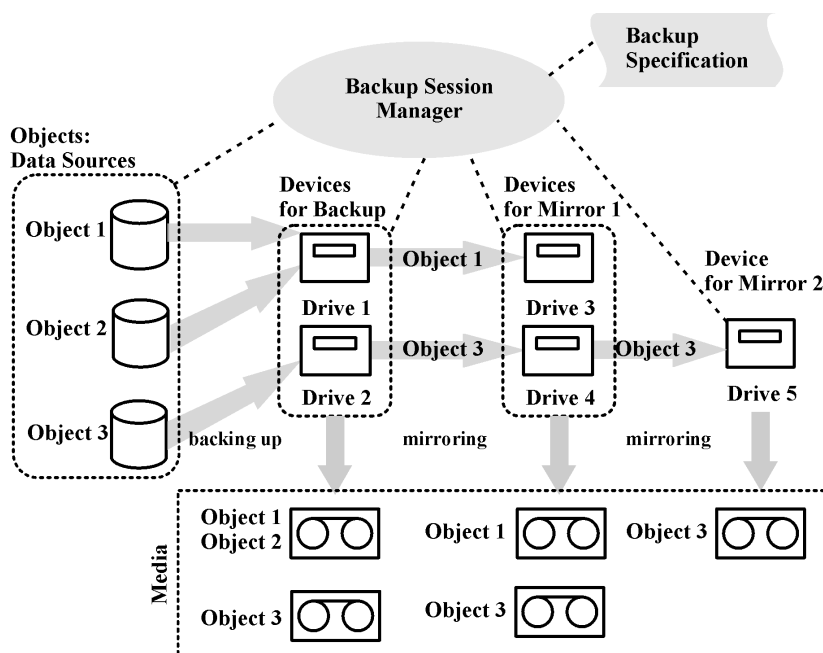 Backup
Specification
Backup Session
Manager
Objects:
Data Sources
Devices
for Backup
Devices
for Mirror 1
Device
for Mirror 2
Object 1
Object 2
Object 3
Object 1
Object 3
Object 3
Drive 1
Drive 2
Drive 3
Drive 4
Drive 5
backing up
mirroring
mirroring
Media
Object 1
Object 2
Object 1
Object 3
Object 3
Object 3